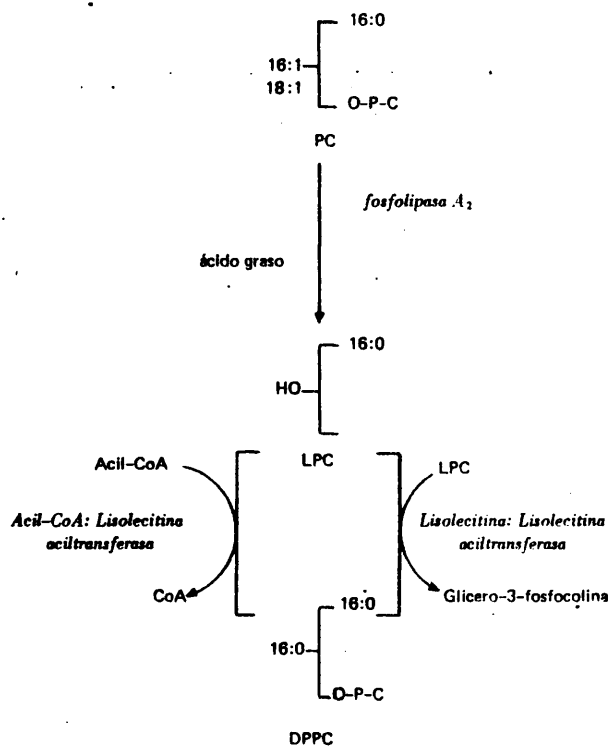 16:0
16:1
18:1
O-P-C
PC
fosfolipasa A₂
ácido graso
16:0
HO
LPC
Acil-CoA
LPC
Acil-CoA: Lisolecitina
aciltransferasa
Lisolecitina: Lisolecitina
aciltransferasa
CoA
Glicero-3-fosfocolina
16:0
16:0
O-P-C
DPPC